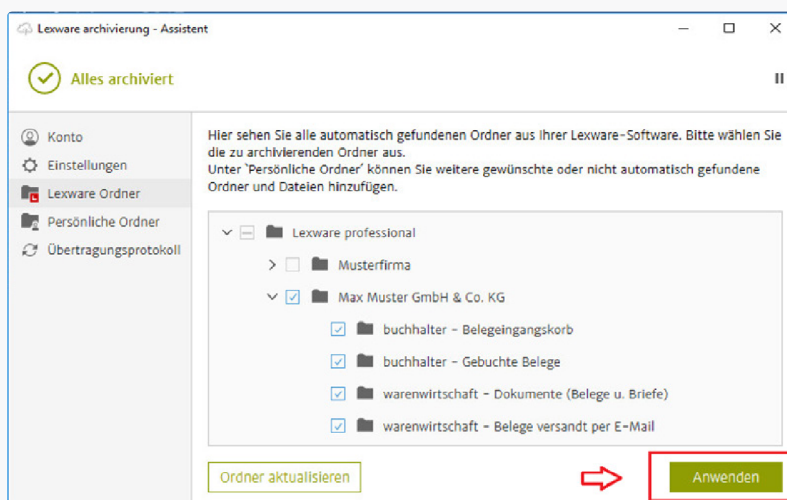 Lexware archivierung - Assistent
Alles archiviert
Konto
Einstellungen
Lexware Ordner
Persönliche Ordner
Übertragungsprotokoll
Hier sehen Sie alle automatisch gefundenen Ordner aus Ihrer Lexware-Software. Bitte wählen Sie
die zu archivierenden Ordner aus.
Unter `Persönliche Ordner´ können Sie weitere gewünschte oder nicht automatisch gefundene
Ordner und Dateien hinzufügen.
Lexware professional
Musterfirma
Max Muster GmbH & Co. KG
buchhalter - Belegeingangskorb
buchhalter - Gebuchte Belege
warenwirtschaft - Dokumente (Belege u. Briefe)
warenwirtschaft - Belege versandt per E-Mail
Ordner aktualisieren
Anwenden